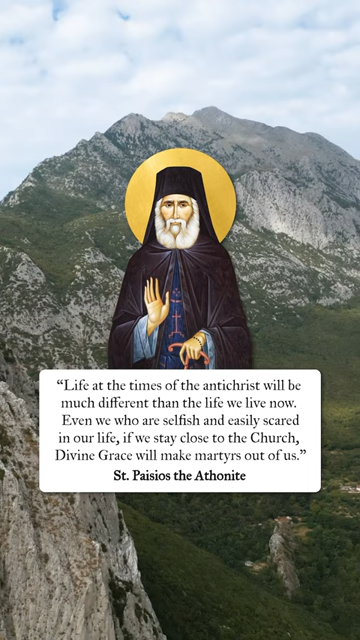 “Life at the times of the antichrist will be
much different than the life we live now.
Even we who are selfish and easily scared
in our life, if we stay close to the Church,
Divine Grace will make martyrs out of us.”
St. Paisios the Athonite